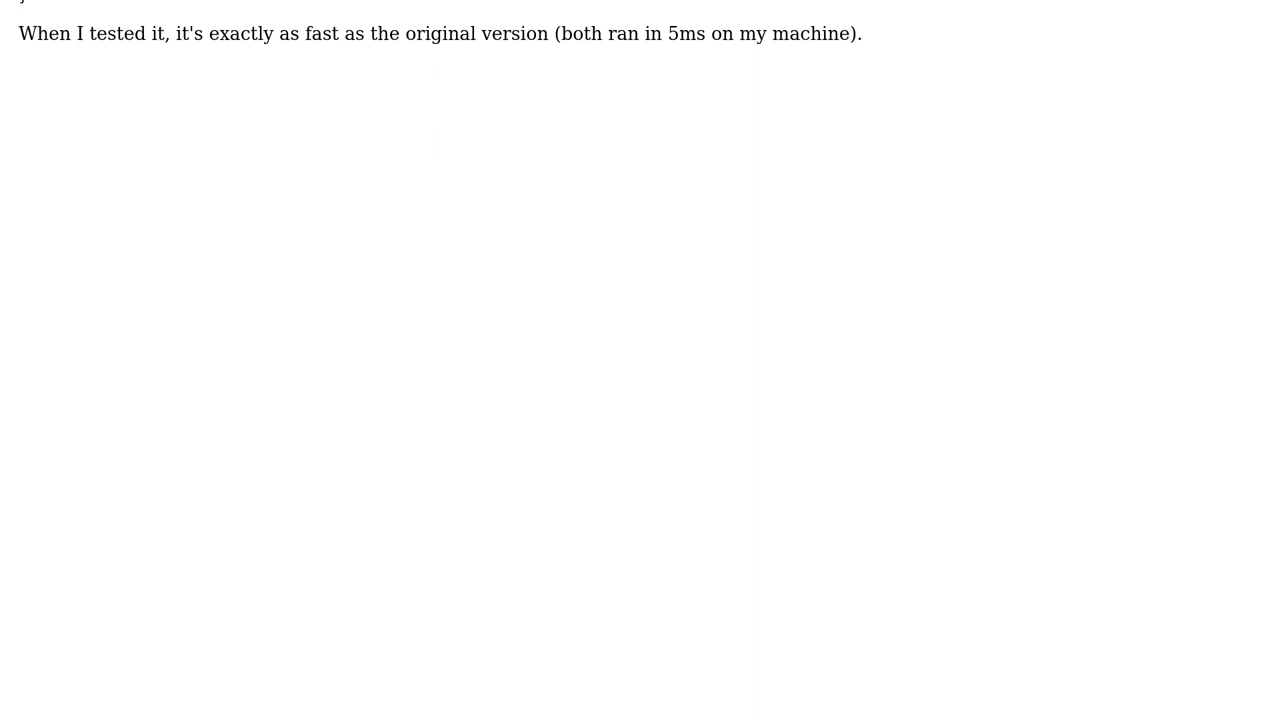 When I tested it, it's exactly as fast as the original version (both ran in 5ms on my machine).